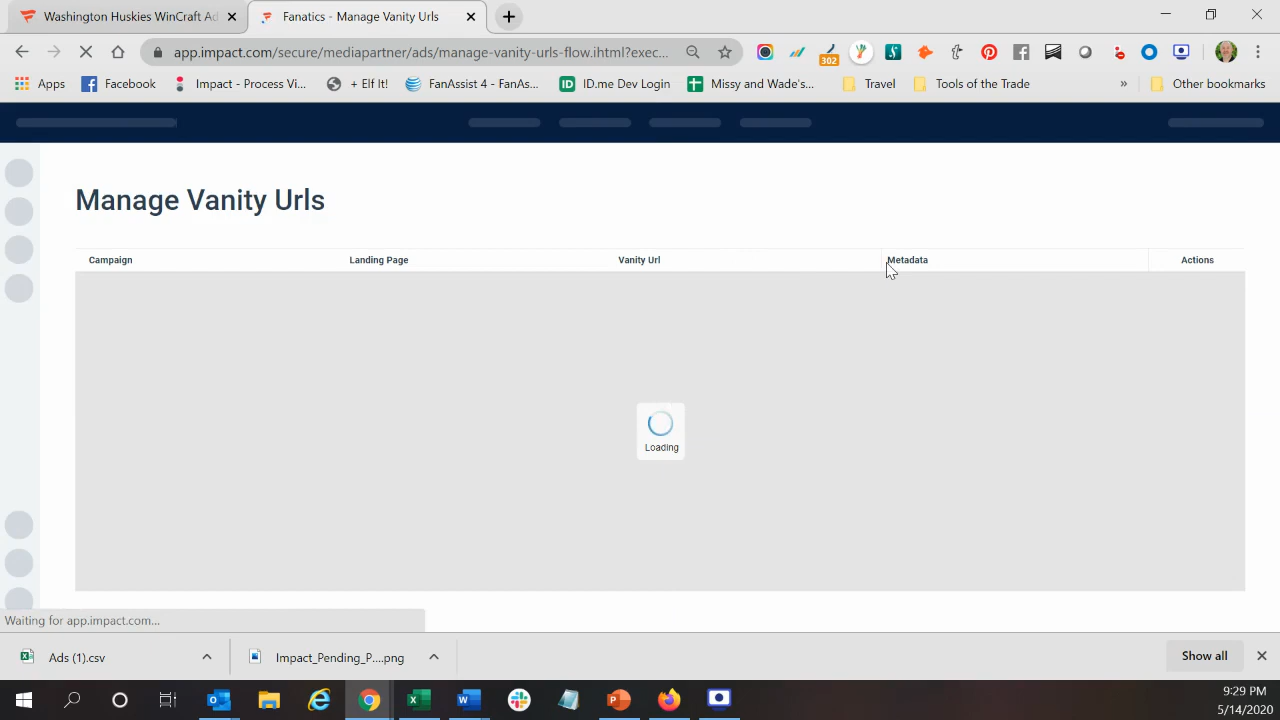 Washington Huskies WinCraft Ad
Fanatics - Manage Vanity Urls
app.impact.com/secure/mediapartner/ads/manage-vanity-urls-flow.ihtml?exec...
302
Apps
Facebook
Impact - Process Vi...
+ Elf It!
FanAssist 4 - FanAs...
ID.me Dev Login
Missy and Wade's...
Travel
Tools of the Trade
»
Other bookmarks
Manage Vanity Urls
Campaign
Landing Page
Vanity Url
Metadata
Actions
Loading
Waiting for app.impact.com...
Ads (1).csv
Impact_Pending_P....png
Show all
9:29 PM
5/14/2020